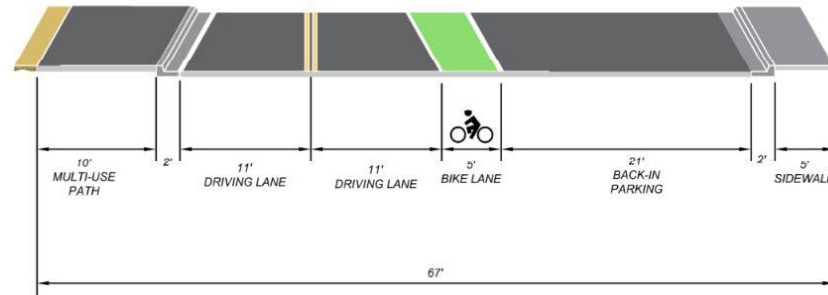 10'
MULTI-USE
PATH
2'
11'
DRIVING LANE
11'
DRIVING LANE
5'
BIKE LANE
21'
BACK-IN
PARKING
2'
5'
SIDEWALK
67'